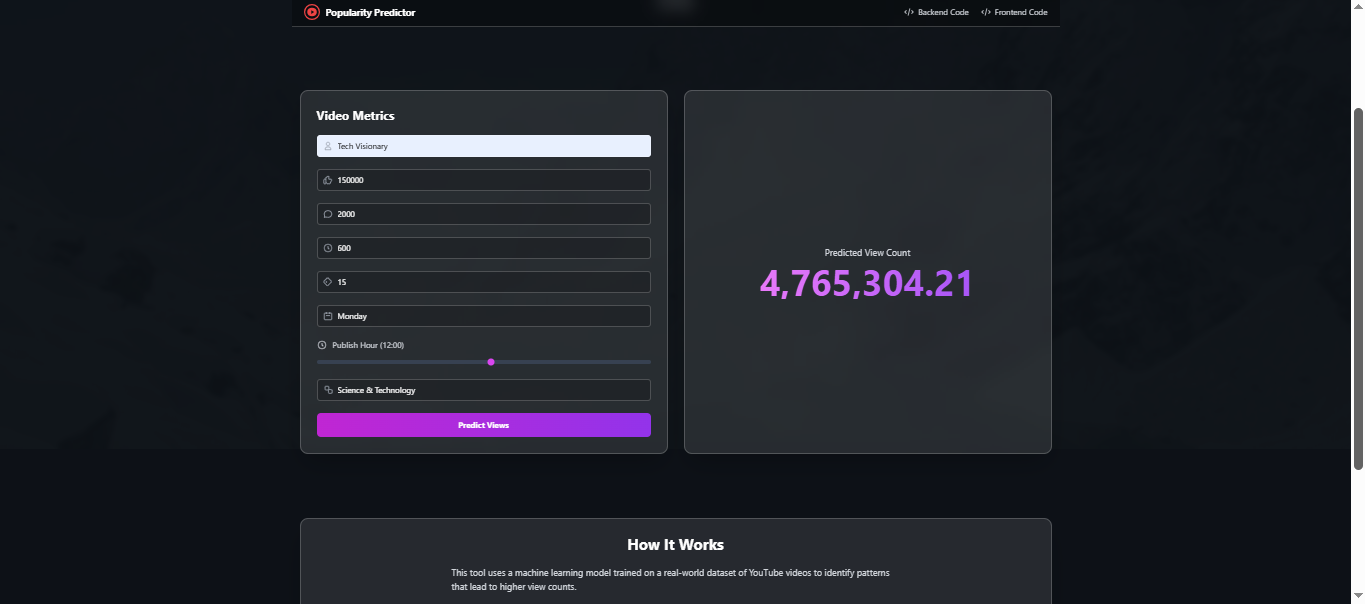 Popularity Predictor
Backend Code
Frontend Code
Video Metrics
Tech Visionary
150000
2000
600
15
Monday
Publish Hour (12:00)
Science & Technology
Predict Views
Predicted View Count
4,765,304.21
How It Works
This tool uses a machine learning model trained on a real-world dataset of YouTube videos to identify patterns
that lead to higher view counts.